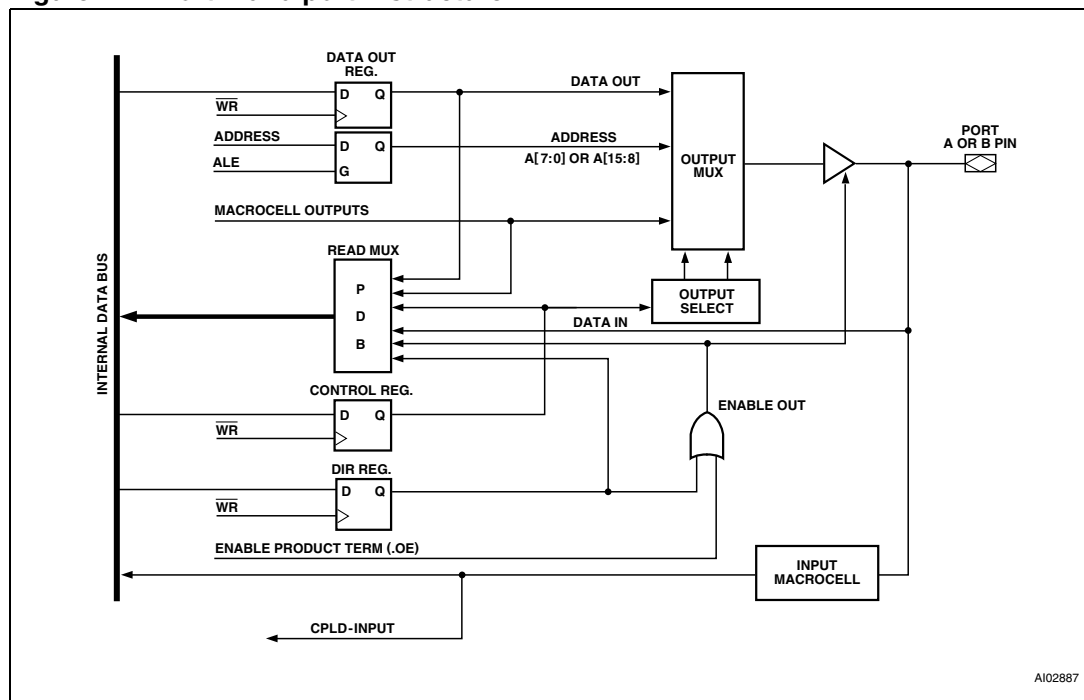 DATA OUT
REG.
D Q
WR
DATA OUT
ADDRESS
ALE
D Q
G
ADDRESS
A[7:0] OR A[15:8]
OUTPUT
MUX
PORT
A OR B PIN
MACROCELL OUTPUTS
READ MUX
P
D
B
OUTPUT
SELECT
DATA IN
INTERNAL DATA BUS
CONTROL REG.
D Q
WR
ENABLE OUT
DIR REG.
D Q
WR
ENABLE PRODUCT TERM (.OE)
INPUT
MACROCELL
CPLD-INPUT
AI02887